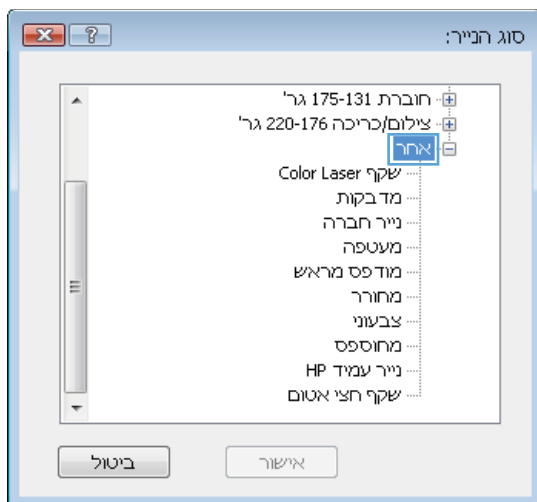 סוג הנייר:
חוברת 175-131 גר'
צילום/כריכה 220-176 גר'
אחר
שקף Color Laser
מדבקות
נייר חברה
מעטפה
מודפס מראש
מחורר
צבעוני
מחוספס
נייר עמיד HP
שקף חצי אטום
אישור
ביטול